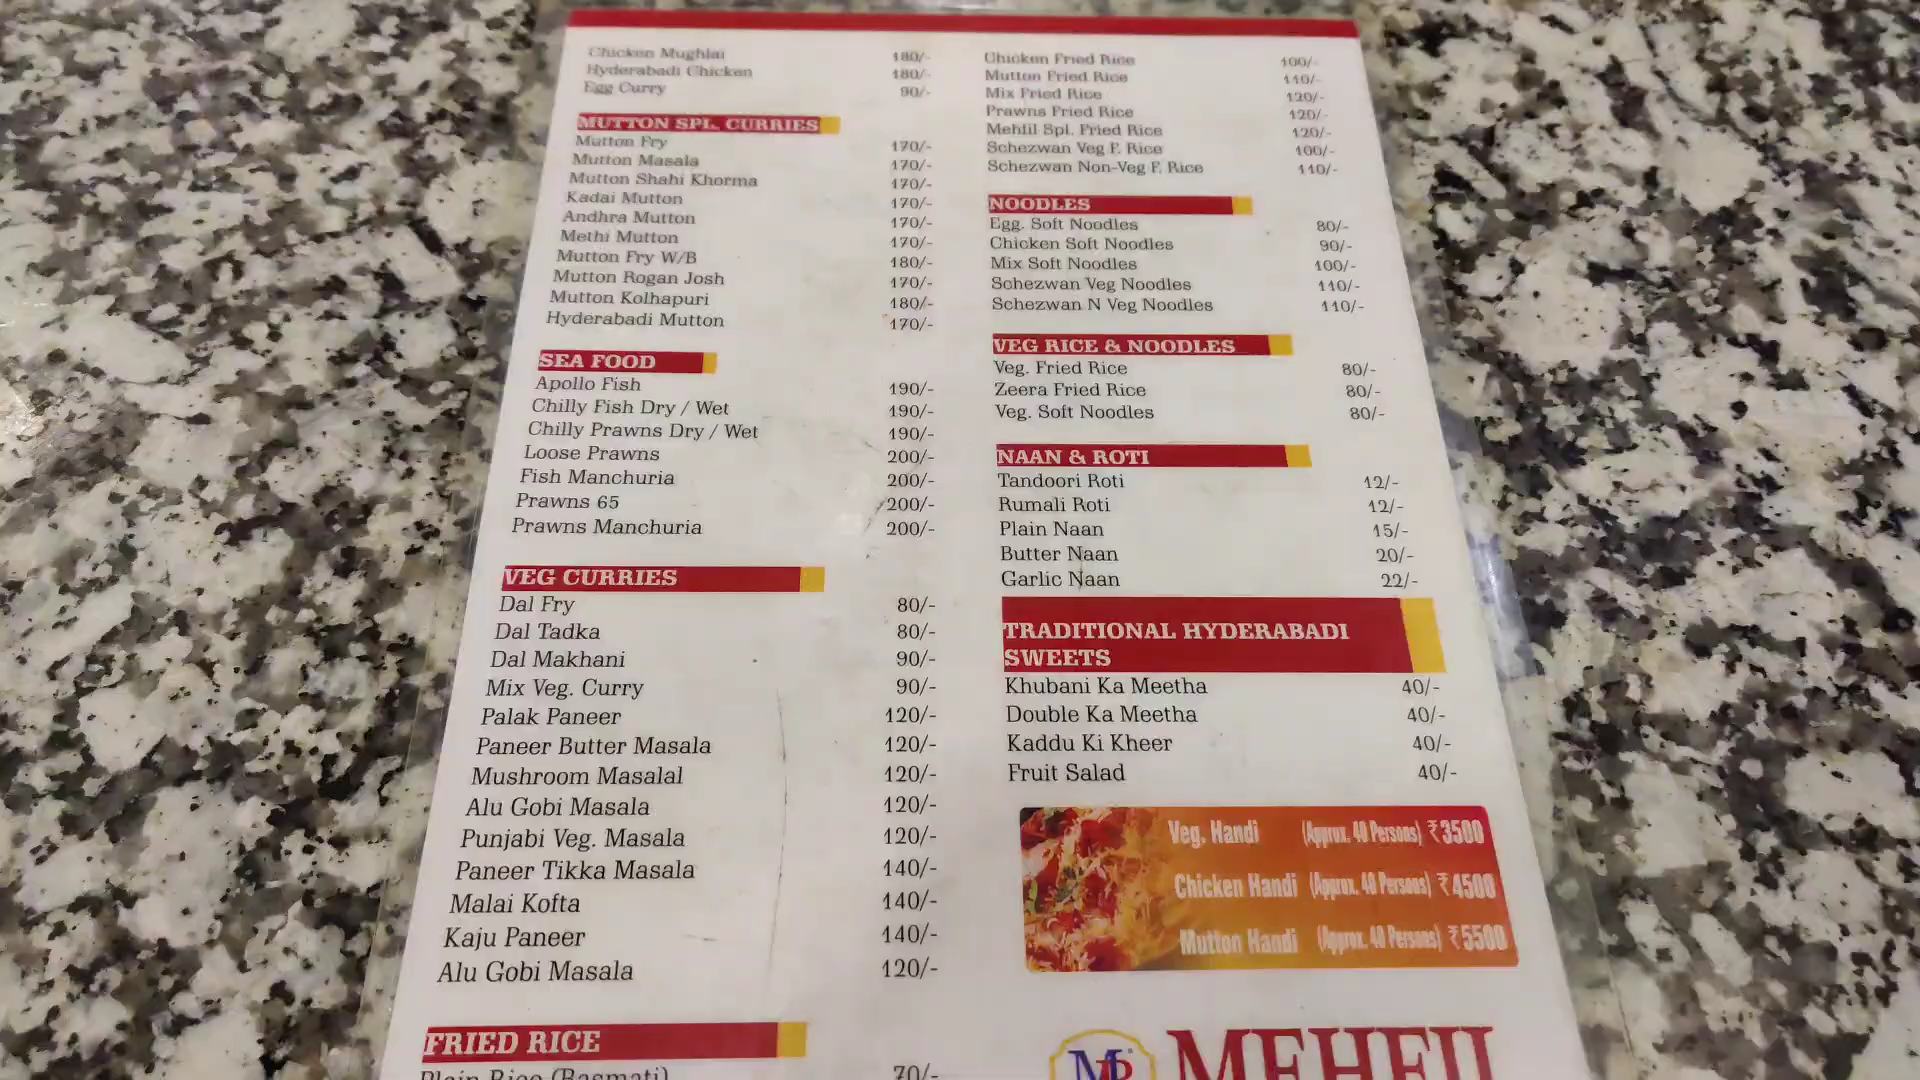 Chicken Mughlai 180/-
Hyderabadi Chicken 180/-
Egg Curry 90/-
MUTTON SPL. CURRIES
Mutton Fry 170/-
Mutton Masala 170/-
Mutton Shahi Khorma 170/-
Kadai Mutton 170/-
Andhra Mutton 170/-
Methi Mutton 170/-
Mutton Fry W/B 180/-
Mutton Rogan Josh 170/-
Mutton Kolhapuri 180/-
Hyderabadi Mutton 170/-
SEA FOOD
Apollo Fish 190/-
Chilly Fish Dry / Wet 190/-
Chilly Prawns Dry / Wet 190/-
Loose Prawns 200/-
Fish Manchuria 200/-
Prawns 65 200/-
Prawns Manchuria 200/-
VEG CURRIES
Dal Fry 80/-
Dal Tadka 80/-
Dal Makhani 90/-
Mix Veg. Curry 90/-
Palak Paneer 120/-
Paneer Butter Masala 120/-
Mushroom Masalal 120/-
Alu Gobi Masala 120/-
Punjabi Veg. Masala 120/-
Paneer Tikka Masala 140/-
Malai Kofta 140/-
Kaju Paneer 140/-
Alu Gobi Masala 120/-
FRIED RICE
Plain Rice (Basmati) 70/-
Chicken Fried Rice 100/-
Mutton Fried Rice 110/-
Mix Fried Rice 120/-
Prawns Fried Rice 120/-
Mehfil Spl. Fried Rice 120/-
Schezwan Veg F. Rice 100/-
Schezwan Non-Veg F. Rice 110/-
NOODLES
Egg. Soft Noodles 80/-
Chicken Soft Noodles 90/-
Mix Soft Noodles 100/-
Schezwan Veg Noodles 110/-
Schezwan N Veg Noodles 110/-
VEG RICE & NOODLES
Veg. Fried Rice 80/-
Zeera Fried Rice 80/-
Veg. Soft Noodles 80/-
NAAN & ROTI
Tandoori Roti 12/-
Rumali Roti 12/-
Plain Naan 15/-
Butter Naan 20/-
Garlic Naan 22/-
TRADITIONAL HYDERABADI
SWEETS
Khubani Ka Meetha 40/-
Double Ka Meetha 40/-
Kaddu Ki Kheer 40/-
Fruit Salad 40/-
Veg. Handi (Approx. 40 Persons) ₹3500
Chicken Handi (Approx. 40 Persons) ₹4500
Mutton Handi (Approx. 40 Persons) ₹5500
MEHFIL